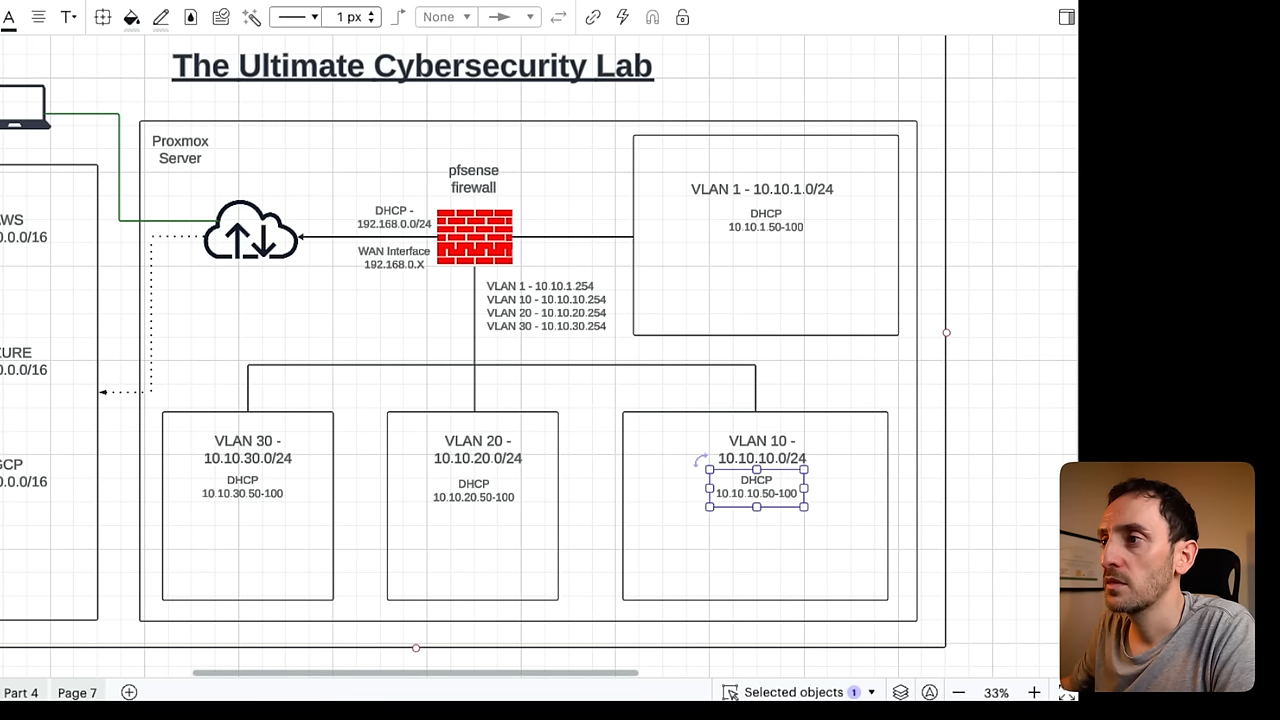 A
T
1 px
None
The Ultimate Cybersecurity Lab
Proxmox
Server
pfsense
firewall
DHCP -
192.168.0.0/24
WAN Interface
192.168.0.X
VLAN 1 - 10.10.1.0/24
DHCP
10.10.1.50-100
VLAN 1 - 10.10.1.254
VLAN 10 - 10.10.10.254
VLAN 20 - 10.10.20.254
VLAN 30 - 10.10.30.254
WS
0.0.0/16
URE
0.0.0/16
CP
0.0.0/16
VLAN 30 -
10.10.30.0/24
DHCP
10.10.30.50-100
VLAN 20 -
10.10.20.0/24
DHCP
10.10.20.50-100
VLAN 10 -
10.10.10.0/24
DHCP
10.10.10.50-100
Part 4
Page 7
Selected objects 1
33%